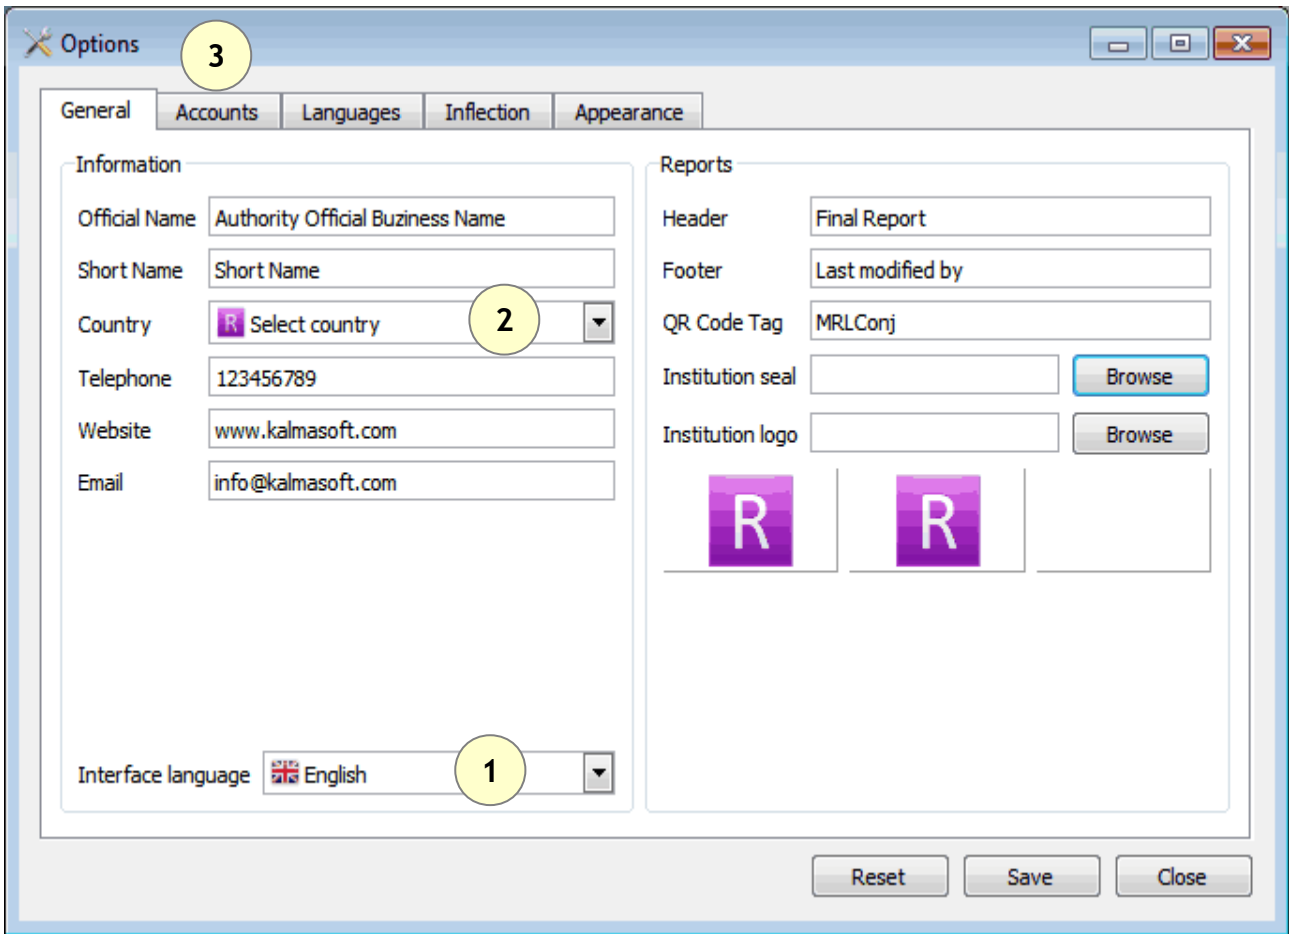 Options
3
General Accounts Languages Inflection Appearance
Information
Official Name Authority Official Buziness Name
Short Name Short Name
Country R Select country 2
Telephone 123456789
Website www.kalmasoft.com
Email info@kalmasoft.com
Interface language English 1
Reports
Header Final Report
Footer Last modified by
QR Code Tag MRLConj
Institution seal Browse
Institution logo Browse
R R
Reset Save Close